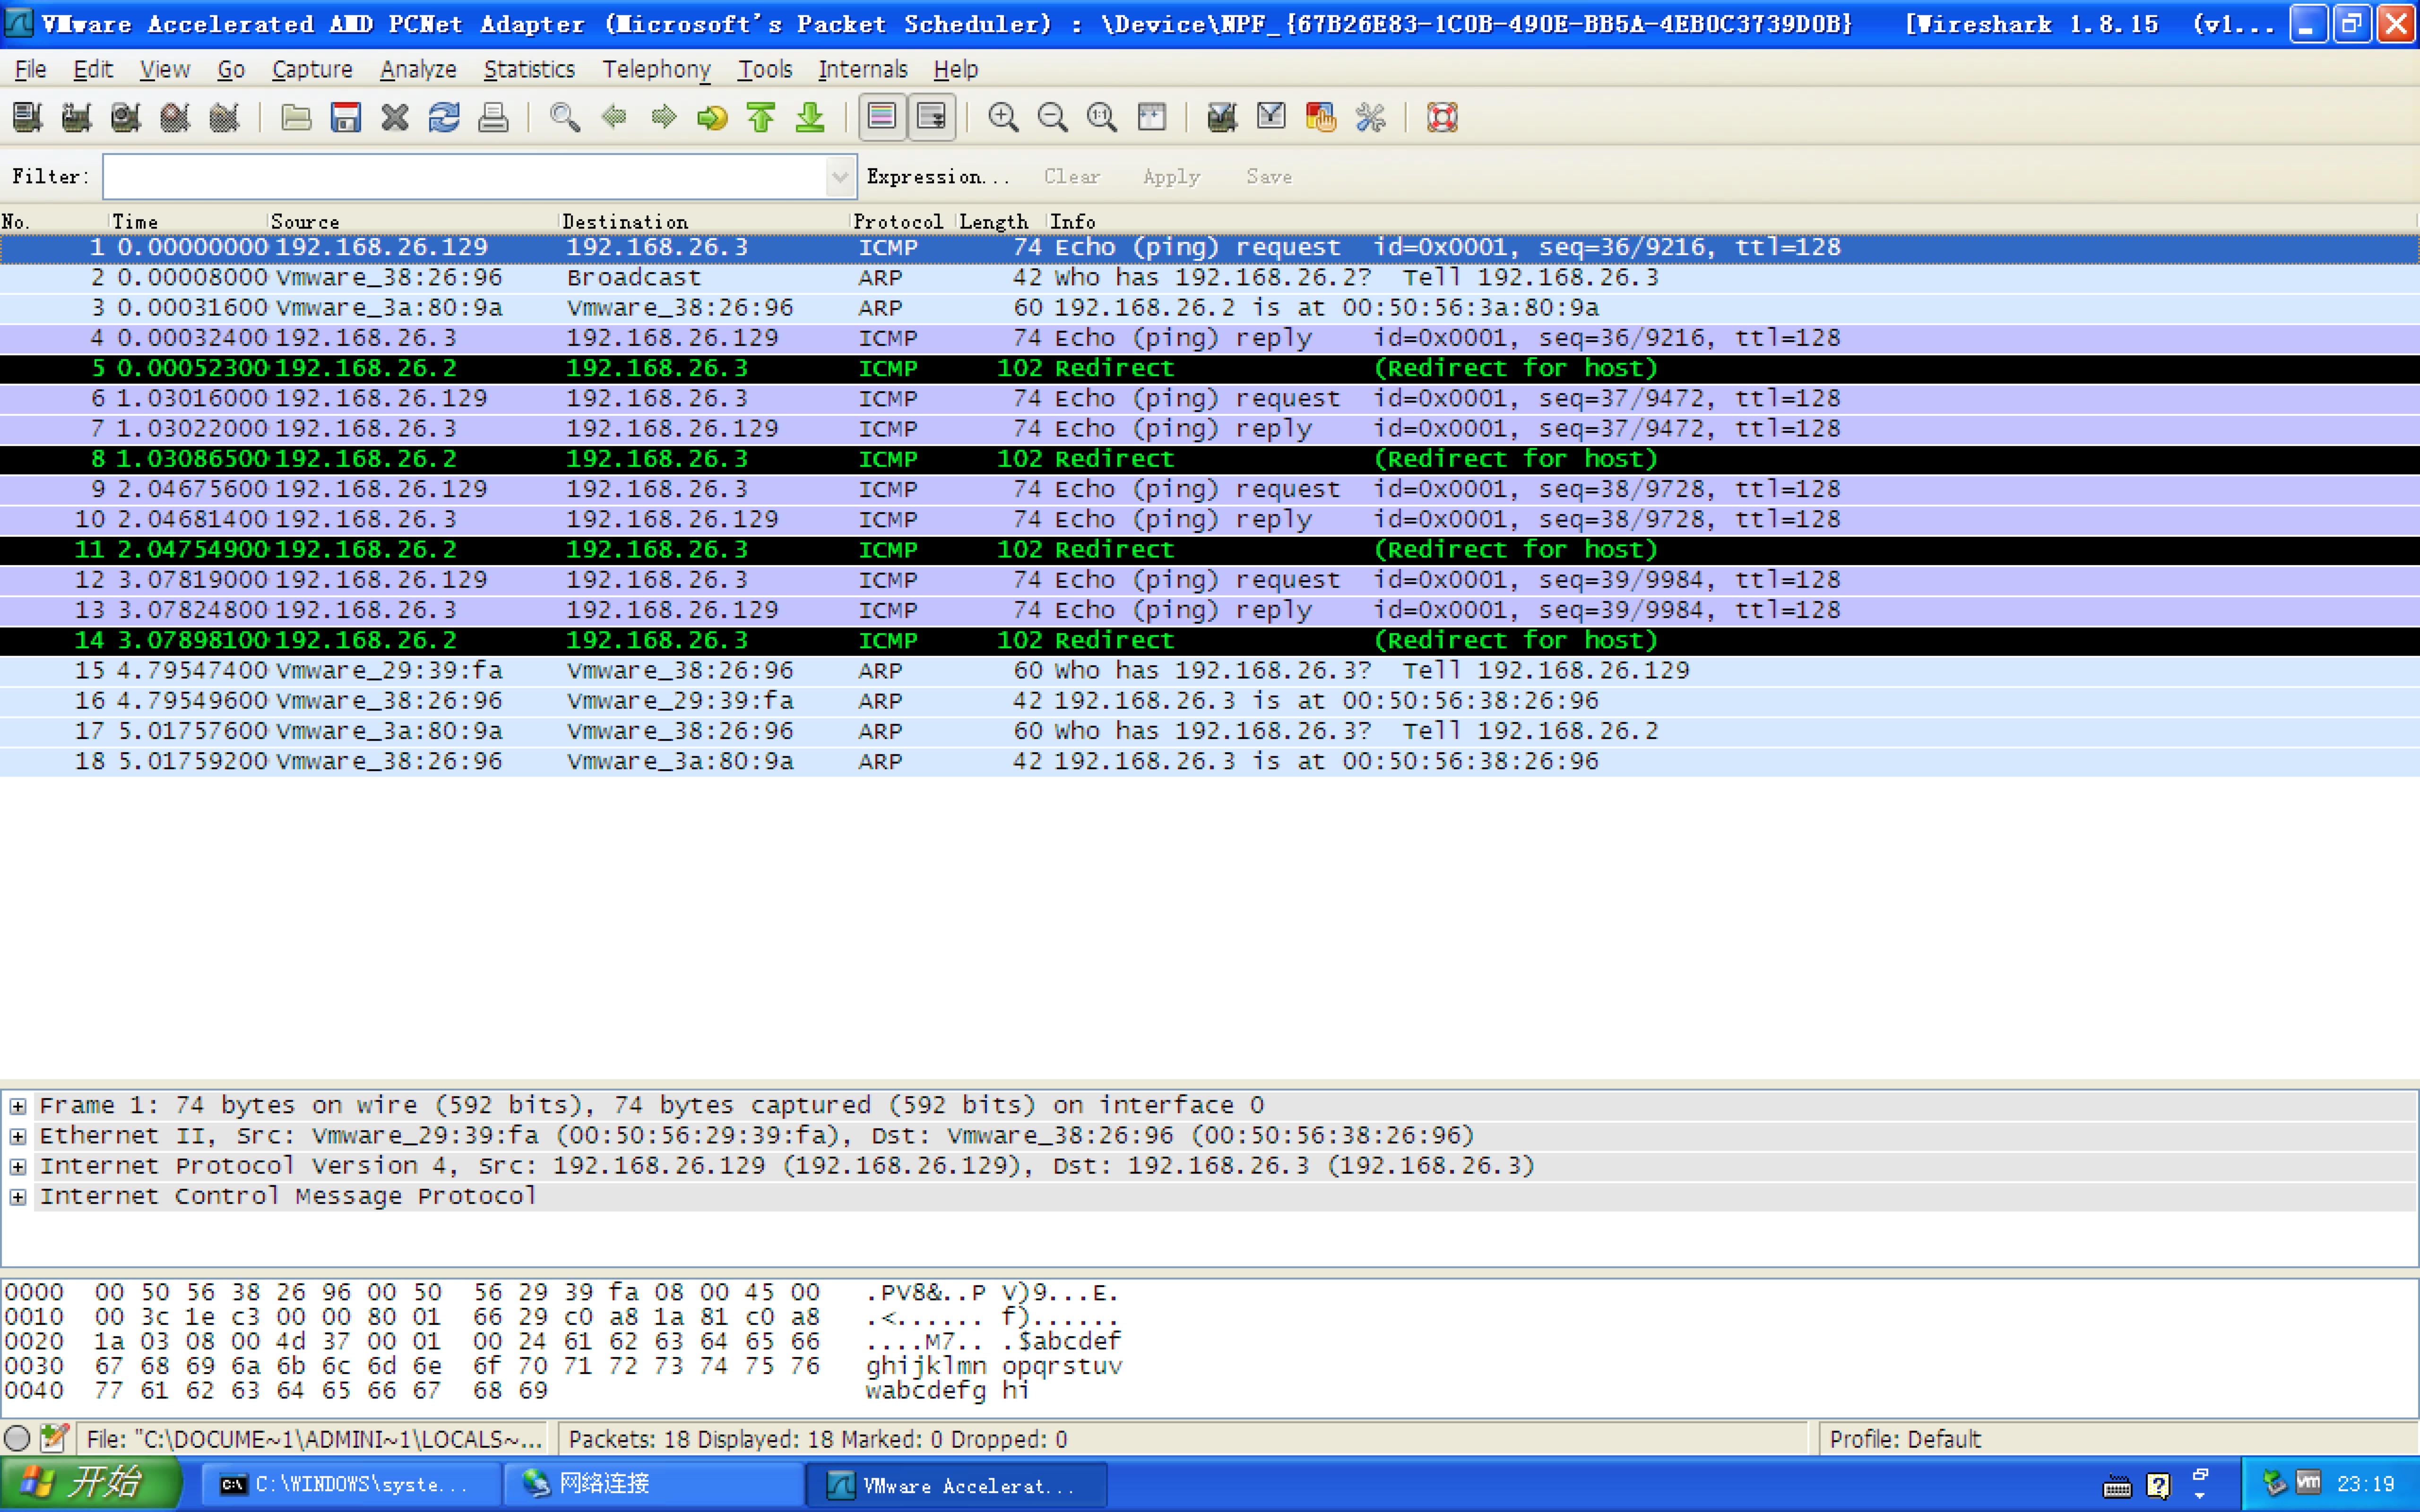 VMware Accelerated AMD PCNet Adapter (Microsoft's Packet Scheduler) : \Device\NPF_{67B26E83-1C0B-490E-BB5A-4EB0C3739D0B} [Wireshark 1.8.15 (v1...
File Edit View Go Capture Analyze Statistics Telephony Tools Internals Help
Filter: Expression... Clear Apply Save
No. Time Source Destination Protocol Length Info
1 0.00000000 192.168.26.129 192.168.26.3 ICMP 74 Echo (ping) request id=0x0001, seq=36/9216, ttl=128
2 0.00008000 Vmware_38:26:96 Broadcast ARP 42 Who has 192.168.26.2? Tell 192.168.26.3
3 0.00031600 Vmware_3a:80:9a Vmware_38:26:96 ARP 60 192.168.26.2 is at 00:50:56:3a:80:9a
4 0.00032400 192.168.26.3 192.168.26.129 ICMP 74 Echo (ping) reply id=0x0001, seq=36/9216, ttl=128
5 0.00052300 192.168.26.2 192.168.26.3 ICMP 102 Redirect (Redirect for host)
6 1.03016000 192.168.26.129 192.168.26.3 ICMP 74 Echo (ping) request id=0x0001, seq=37/9472, ttl=128
7 1.03022000 192.168.26.3 192.168.26.129 ICMP 74 Echo (ping) reply id=0x0001, seq=37/9472, ttl=128
8 1.03086500 192.168.26.2 192.168.26.3 ICMP 102 Redirect (Redirect for host)
9 2.04675600 192.168.26.129 192.168.26.3 ICMP 74 Echo (ping) request id=0x0001, seq=38/9728, ttl=128
10 2.04681400 192.168.26.3 192.168.26.129 ICMP 74 Echo (ping) reply id=0x0001, seq=38/9728, ttl=128
11 2.04754900 192.168.26.2 192.168.26.3 ICMP 102 Redirect (Redirect for host)
12 3.07819000 192.168.26.129 192.168.26.3 ICMP 74 Echo (ping) request id=0x0001, seq=39/9984, ttl=128
13 3.07824800 192.168.26.3 192.168.26.129 ICMP 74 Echo (ping) reply id=0x0001, seq=39/9984, ttl=128
14 3.07898100 192.168.26.2 192.168.26.3 ICMP 102 Redirect (Redirect for host)
15 4.79547400 Vmware_29:39:fa Vmware_38:26:96 ARP 60 Who has 192.168.26.3? Tell 192.168.26.129
16 4.79549600 Vmware_38:26:96 Vmware_29:39:fa ARP 42 192.168.26.3 is at 00:50:56:38:26:96
17 5.01757600 Vmware_3a:80:9a Vmware_38:26:96 ARP 60 Who has 192.168.26.3? Tell 192.168.26.2
18 5.01759200 Vmware_38:26:96 Vmware_3a:80:9a ARP 42 192.168.26.3 is at 00:50:56:38:26:96
Frame 1: 74 bytes on wire (592 bits), 74 bytes captured (592 bits) on interface 0
Ethernet II, Src: Vmware_29:39:fa (00:50:56:29:39:fa), Dst: Vmware_38:26:96 (00:50:56:38:26:96)
Internet Protocol Version 4, Src: 192.168.26.129 (192.168.26.129), Dst: 192.168.26.3 (192.168.26.3)
Internet Control Message Protocol
0000 00 50 56 38 26 96 00 50 56 29 39 fa 08 00 45 00 .PV8&..P V)9...E.
0010 00 3c 1e c3 00 00 80 01 66 29 c0 a8 1a 81 c0 a8 .<...... f)......
0020 1a 03 08 00 4d 37 00 01 00 24 61 62 63 64 65 66 ....M7.. .$abcdef
0030 67 68 69 6a 6b 6c 6d 6e 6f 70 71 72 73 74 75 76 ghijklmn opqrstuv
0040 77 61 62 63 64 65 66 67 68 69 wabcdefg hi
File: "C:\DOCUME~1\ADMINI~1\LOCALS~... Packets: 18 Displayed: 18 Marked: 0 Dropped: 0 Profile: Default
开始 C:\WINDOWS\syste... 网络连接 VMware Accelerat... 23:19